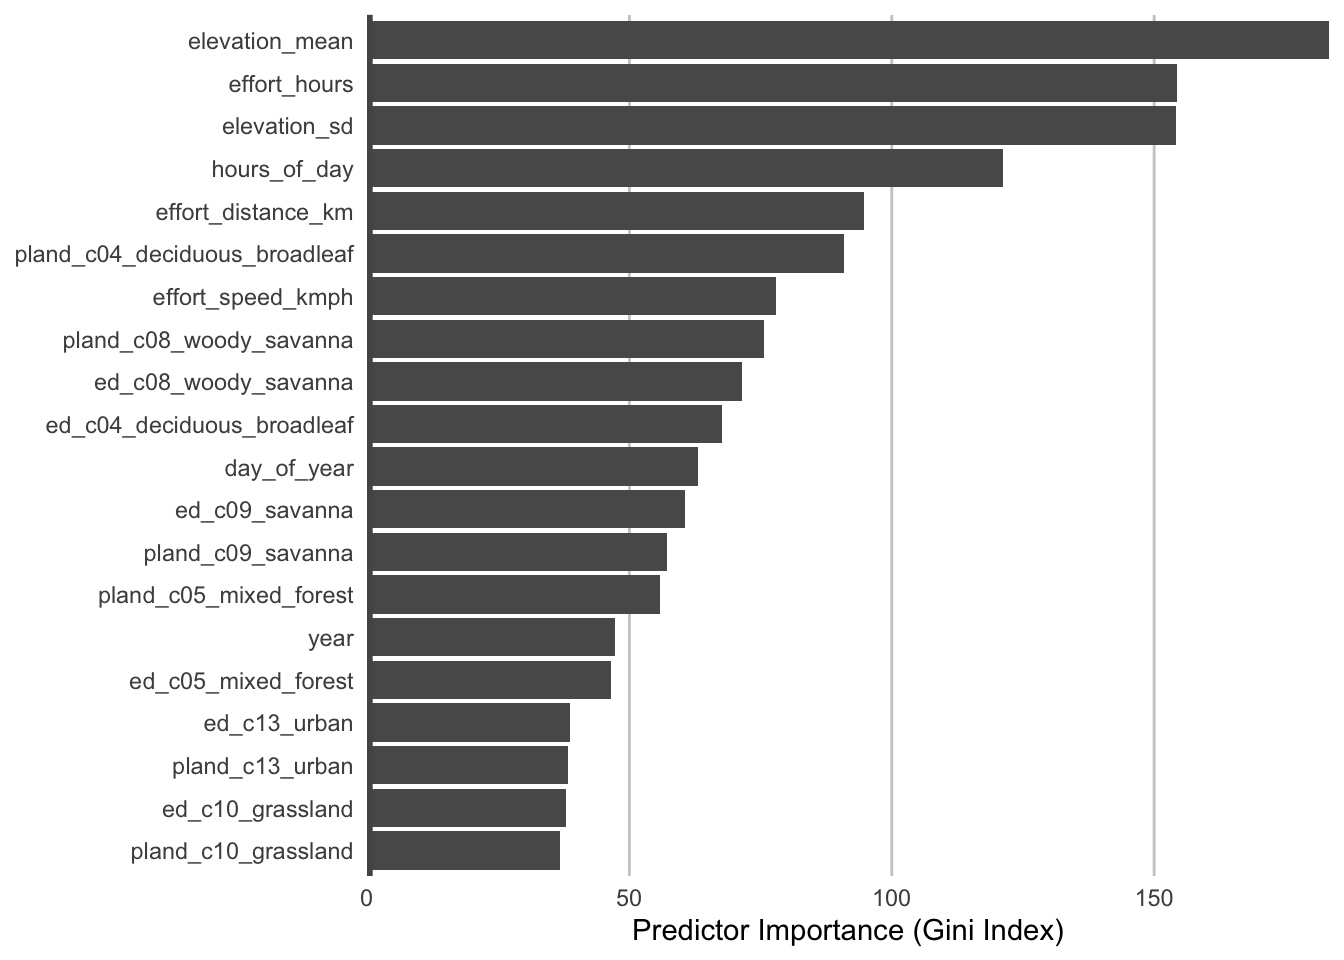 elevation_mean
effort_hours
elevation_sd
hours_of_day
effort_distance_km
pland_c04_deciduous_broadleaf
effort_speed_kmph
pland_c08_woody_savanna
ed_c08_woody_savanna
ed_c04_deciduous_broadleaf
day_of_year
ed_c09_savanna
pland_c09_savanna
pland_c05_mixed_forest
year
ed_c05_mixed_forest
ed_c13_urban
pland_c13_urban
ed_c10_grassland
pland_c10_grassland
0 50 100 150
Predictor Importance (Gini Index)